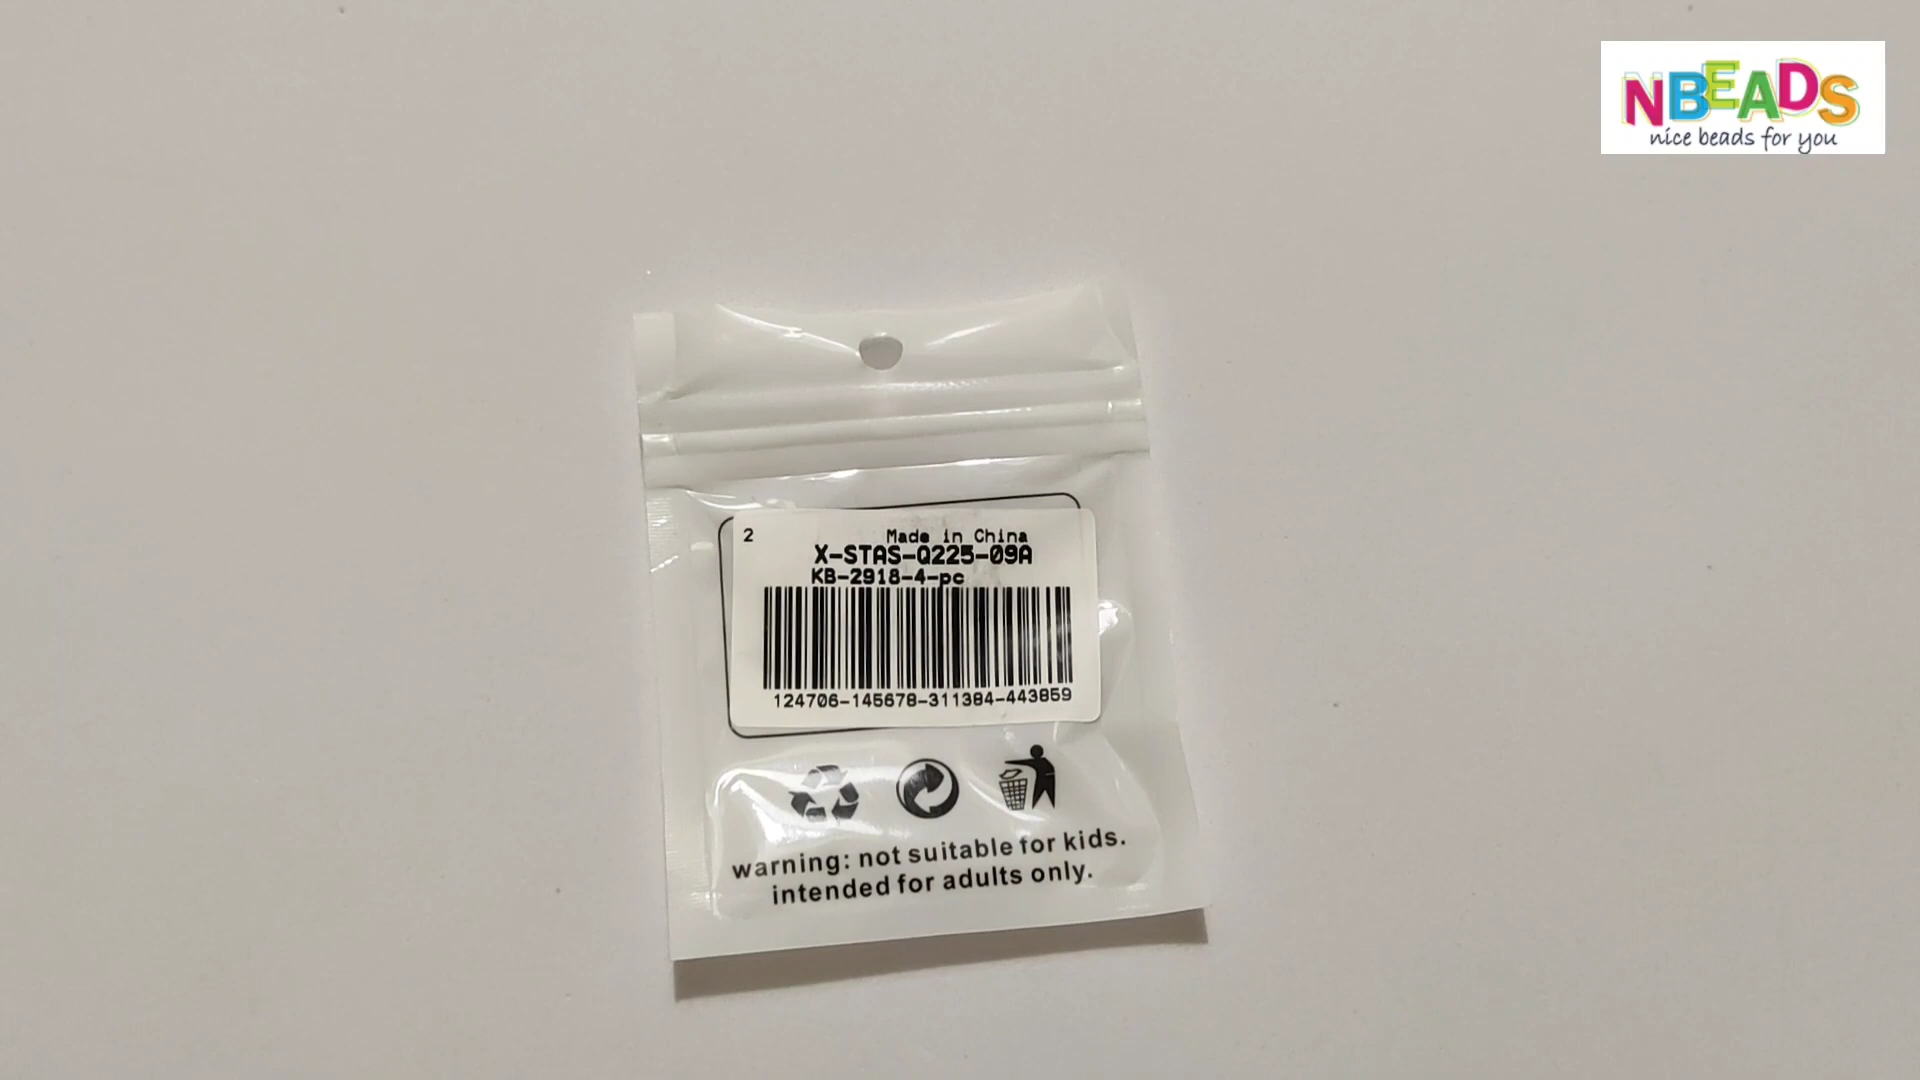 NBEADS
nice beads for you
2 Made in China
X-STAS-Q225-09A
KB-2918-4-pc
124706-145678-311384-443859
warning: not suitable for kids.
intended for adults only.